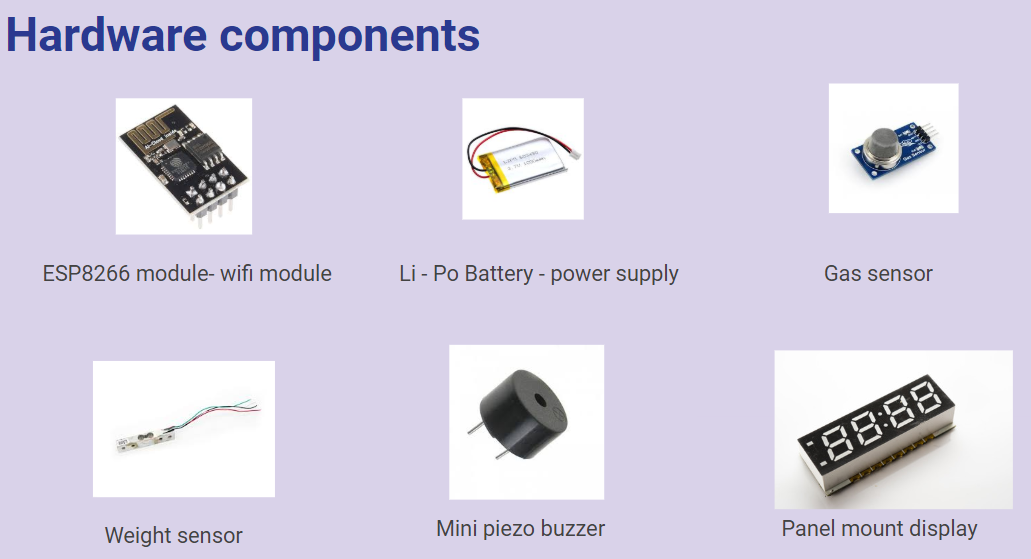 Hardware components
ESP8266 module- wifi module
Li - Po Battery - power supply
Gas sensor
Weight sensor
Mini piezo buzzer
Panel mount display